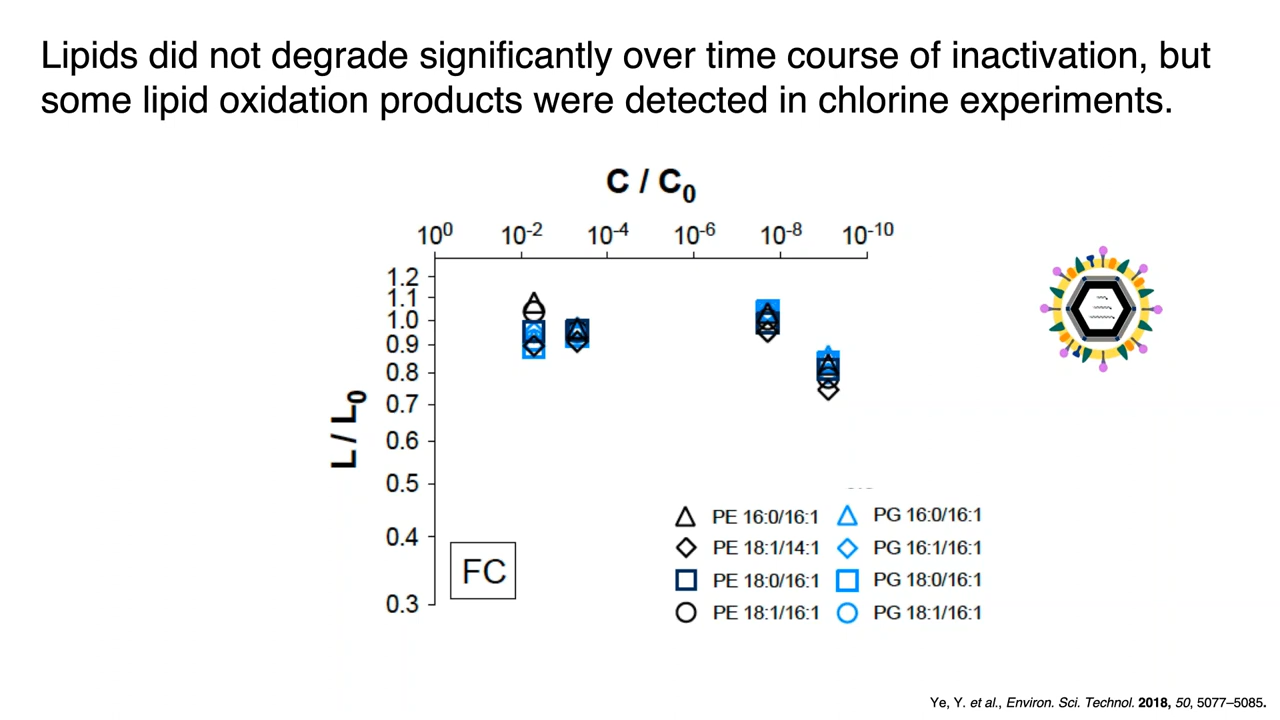 Lipids did not degrade significantly over time course of inactivation, but
some lipid oxidation products were detected in chlorine experiments.
C / C₀
10⁰ 10⁻² 10⁻⁴ 10⁻⁶ 10⁻⁸ 10⁻¹⁰
L / L₀
1.2
1.1
1.0
0.9
0.8
0.7
0.6
0.5
0.4
0.3
FC
PE 16:0/16:1 PG 16:0/16:1
PE 18:1/14:1 PG 16:1/16:1
PE 18:0/16:1 PG 18:0/16:1
PE 18:1/16:1 PG 18:1/16:1
Ye, Y. et al., Environ. Sci. Technol. 2018, 50, 5077–5085.